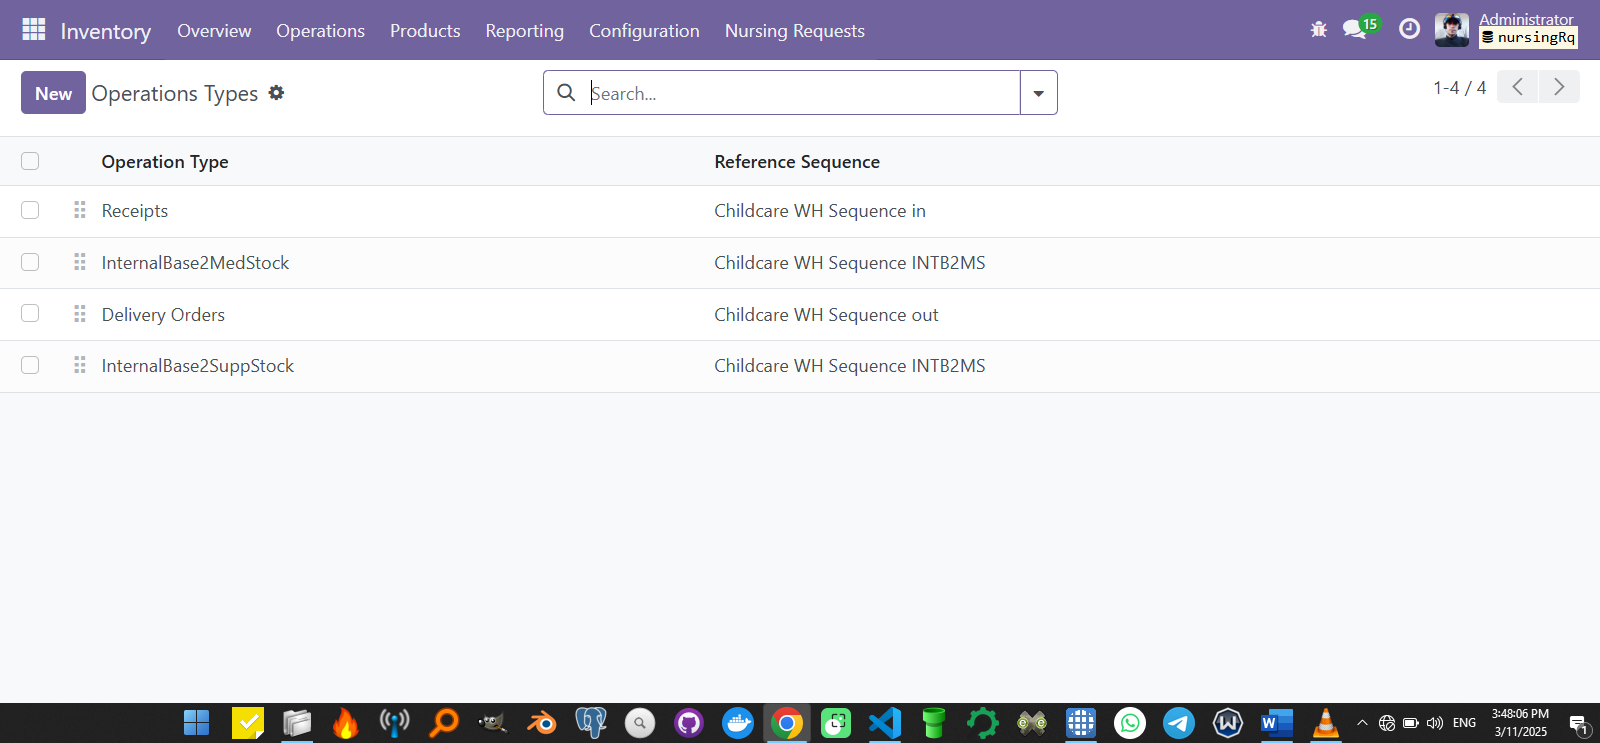 Inventory Overview Operations Products Reporting Configuration Nursing Requests 15 Administrator
nursingRq
New Operations Types Search... 1-4 / 4
Operation Type Reference Sequence
Receipts Childcare WH Sequence in
InternalBase2MedStock Childcare WH Sequence INTB2MS
Delivery Orders Childcare WH Sequence out
InternalBase2SuppStock Childcare WH Sequence INTB2MS
ENG 3:48:06 PM
3/11/2025 1